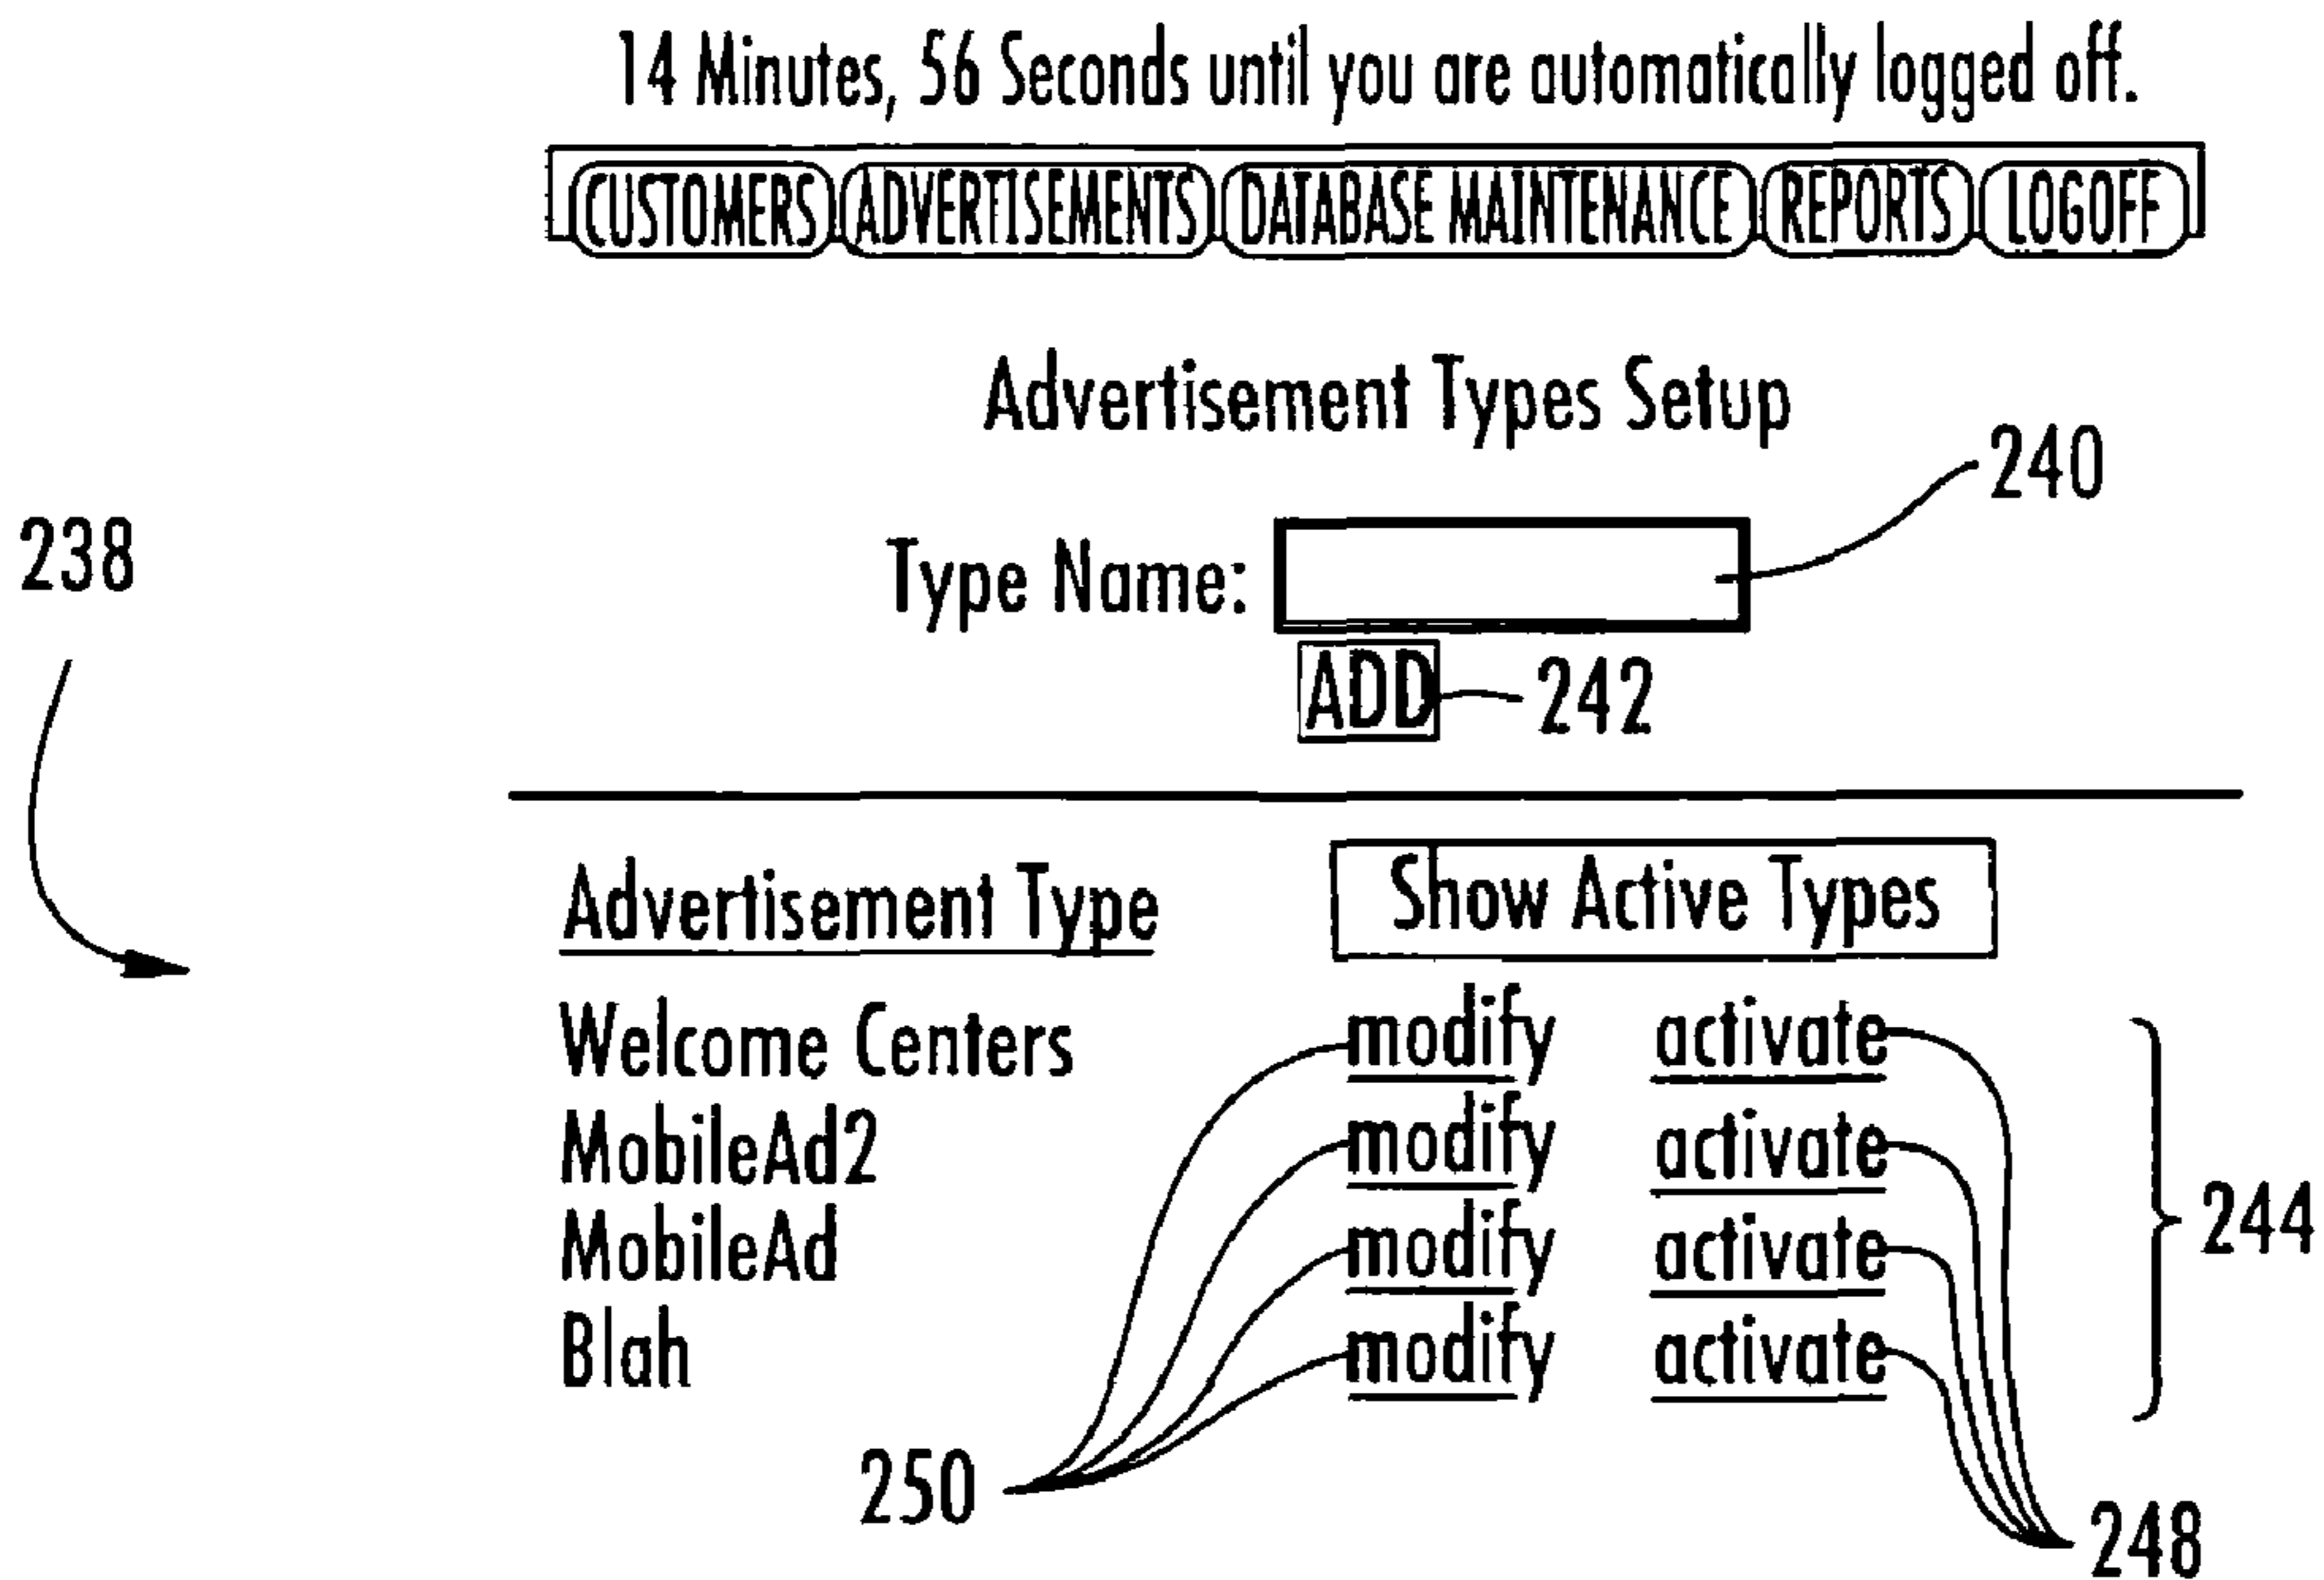 14 Minutes, 56 Seconds until you are automatically logged off.
CUSTOMERS ADVERTISEMENTS DATABASE MAINTENANCE REPORTS LOGOFF
Advertisement Types Setup
240
238
Type Name:
ADD 242
Advertisement Type Show Active Types
Welcome Centers modify activate
MobileAd2 modify activate
244
MobileAd modify activate
Blah modify activate
250
248